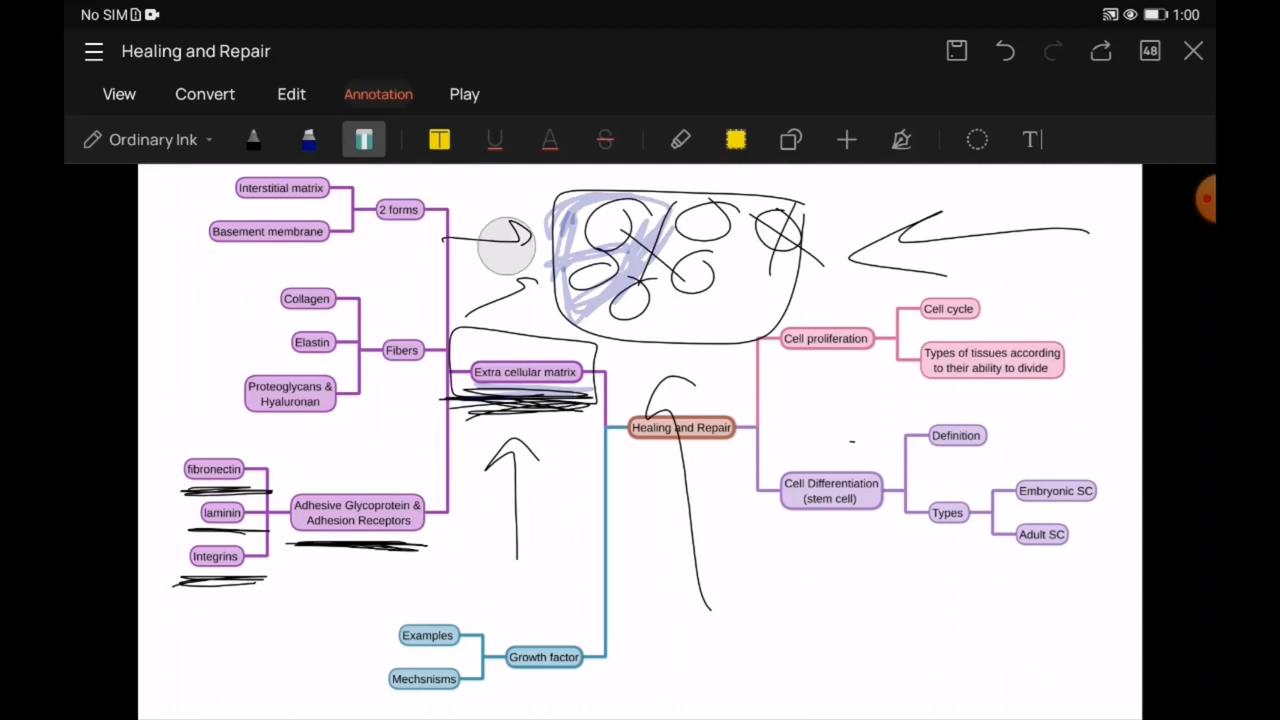 No SIM
1:00
Healing and Repair
48
View
Convert
Edit
Annotation
Play
Ordinary Ink
T
U
A
S
T
Interstitial matrix
2 forms
Basement membrane
Collagen
Elastin
Fibers
Proteoglycans &
Hyaluronan
Extra cellular matrix
fibronectin
laminin
Integrins
Adhesive Glycoprotein &
Adhesion Receptors
Healing and Repair
Cell proliferation
Cell cycle
Types of tissues according
to their ability to divide
Cell Differentiation
(stem cell)
Definition
Types
Embryonic SC
Adult SC
Examples
Growth factor
Mechsnisms